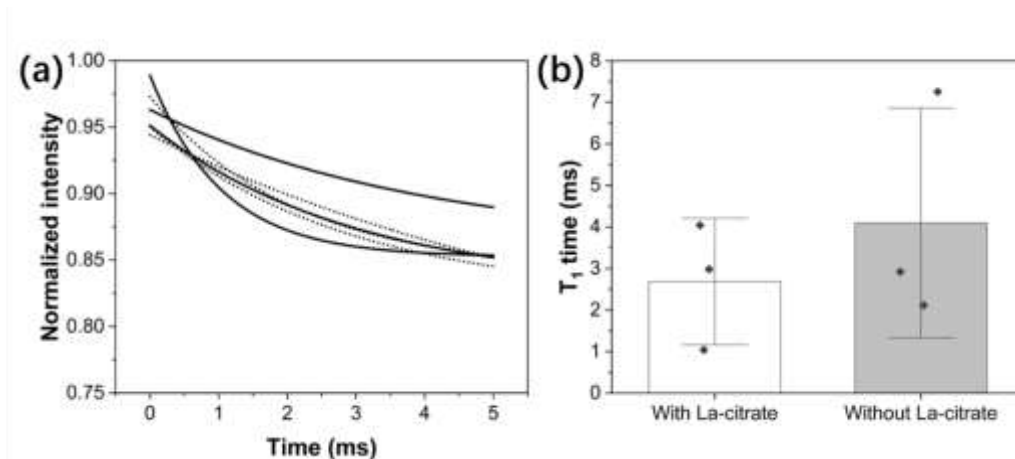 (a)
1.00
0.95
0.90
0.85
0.80
0.75
Normalized intensity
0 1 2 3 4 5
Time (ms)
(b)
8
7
6
5
4
3
2
1
0
T₁ time (ms)
With La-citrate Without La-citrate